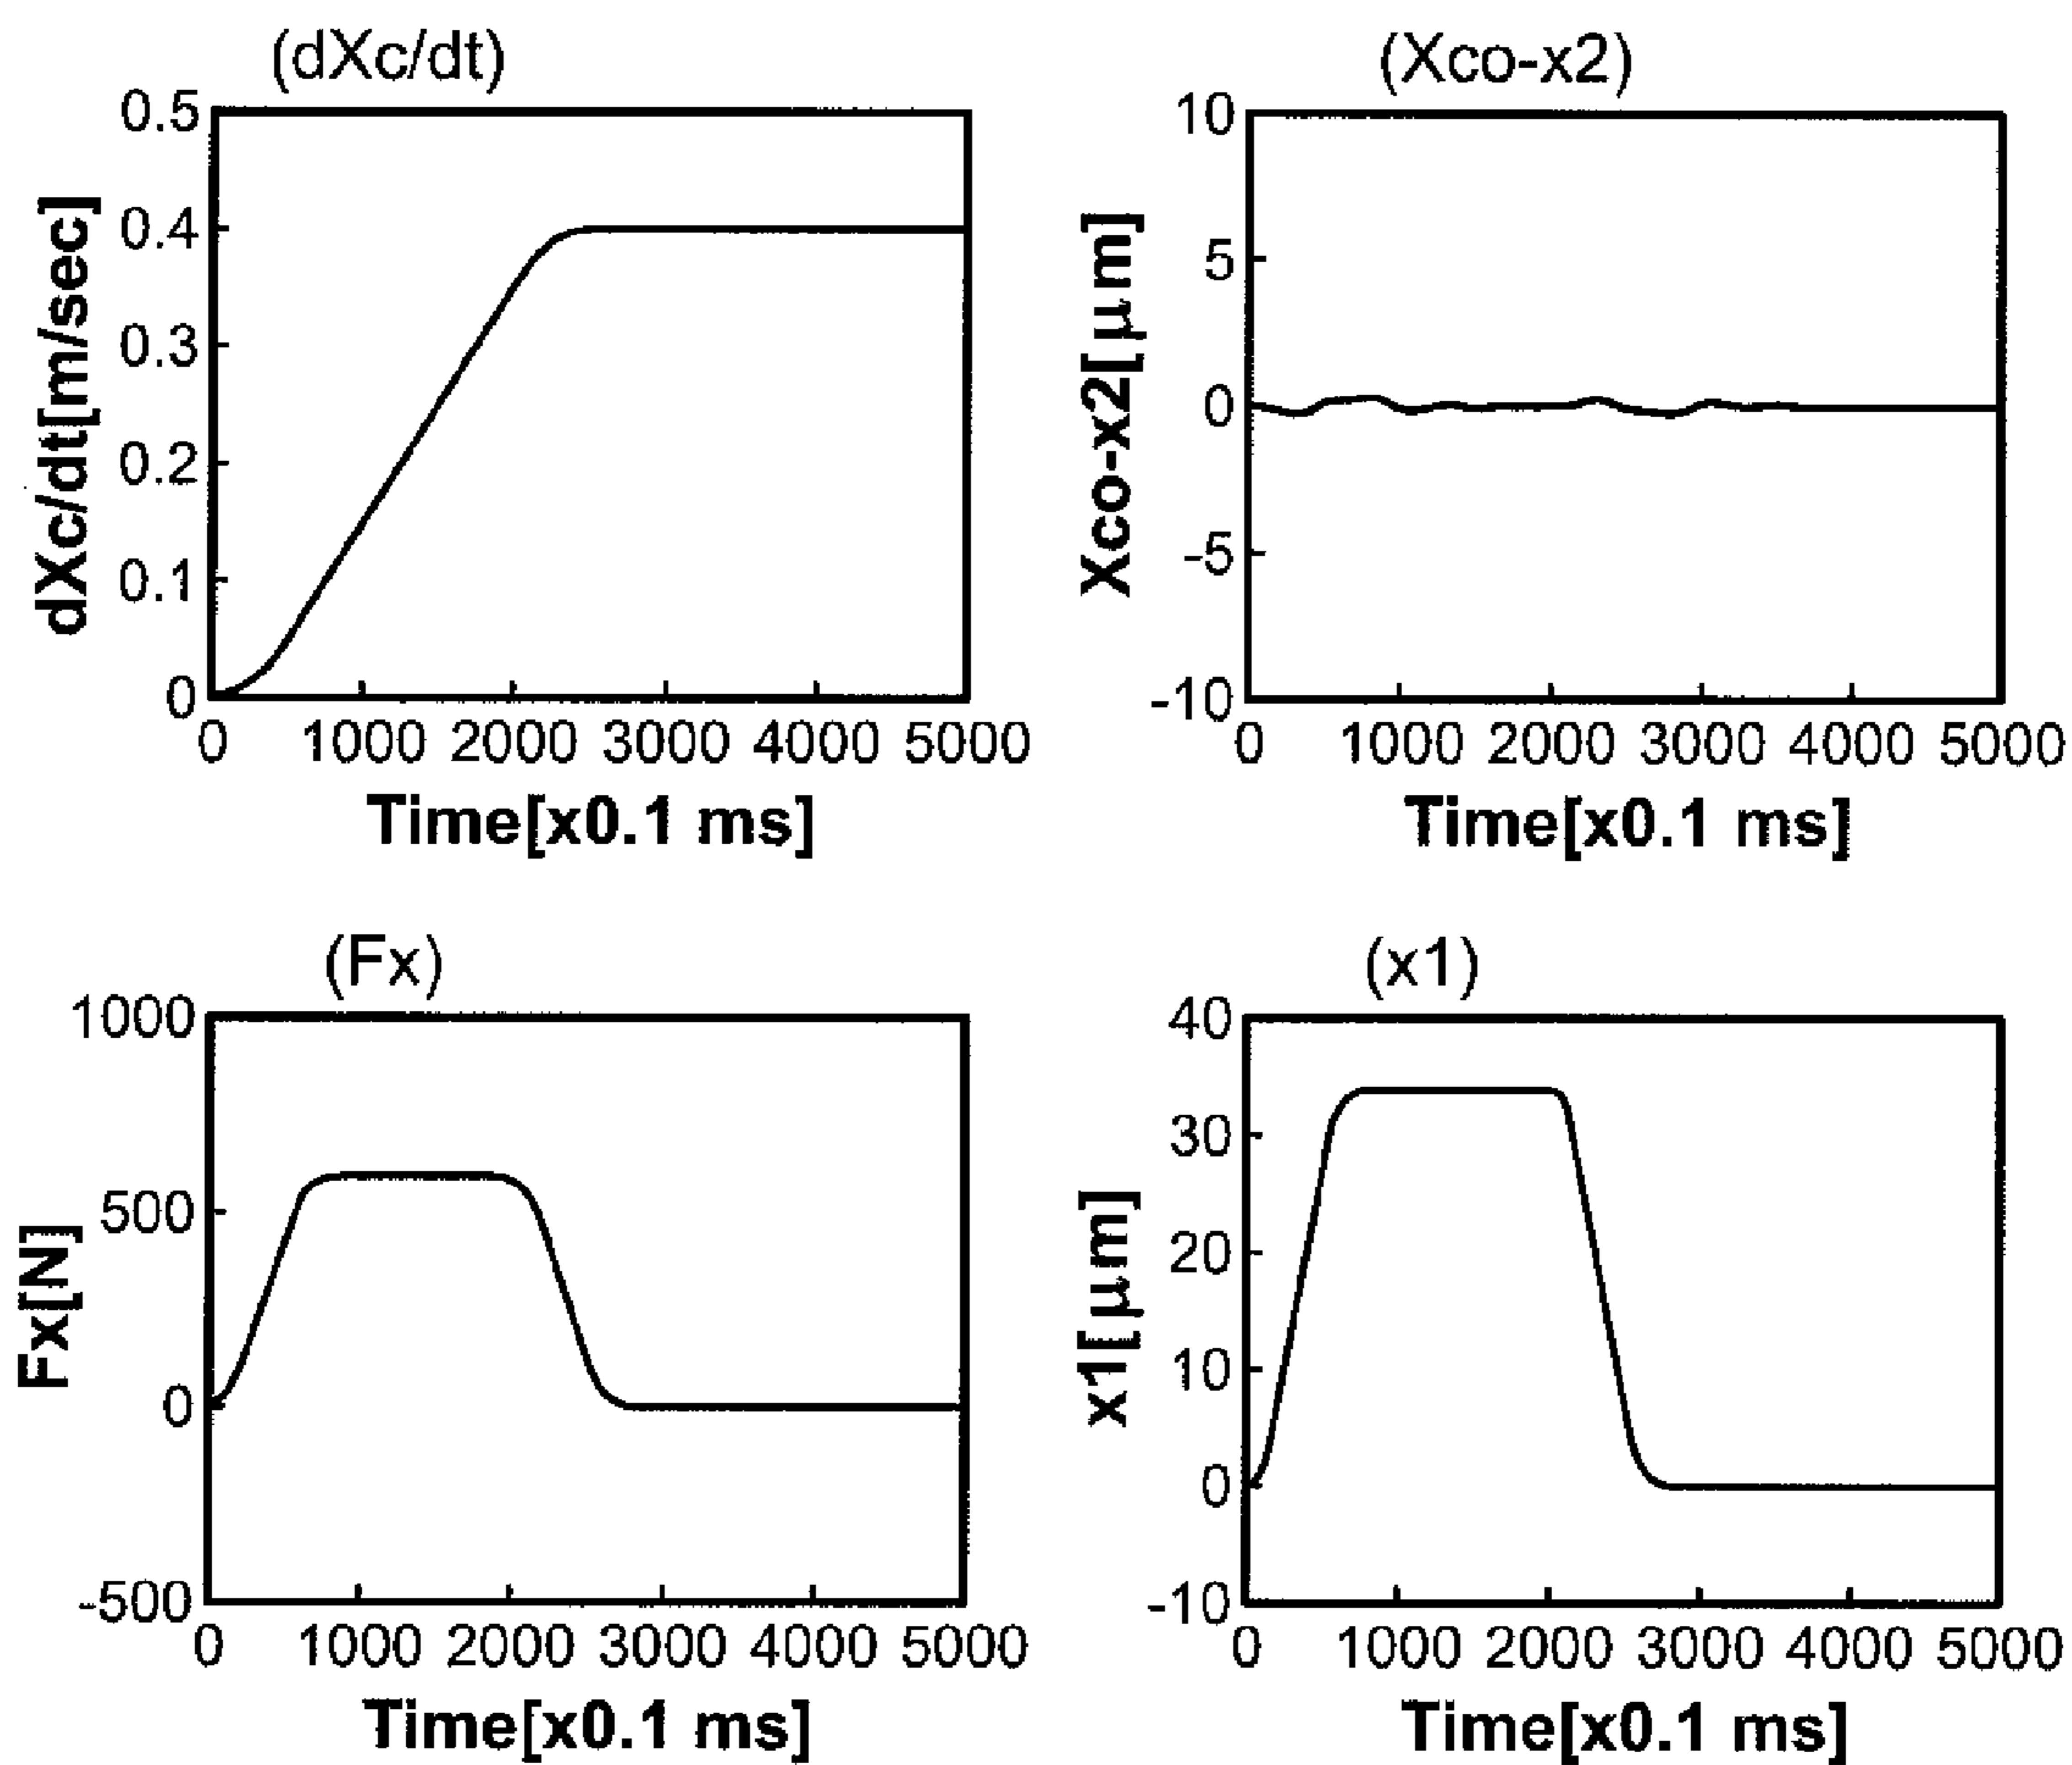 (dXc/dt)
dXc/dt[m/sec]
0.5
0.4
0.3
0.2
0.1
0
0 1000 2000 3000 4000 5000
Time[x0.1 ms]
(Xco-x2)
Xco-x2[μm]
10
5
0
-5
-10
0 1000 2000 3000 4000 5000
Time[x0.1 ms]
(Fx)
Fx[N]
1000
500
0
-500
0 1000 2000 3000 4000 5000
Time[x0.1 ms]
(x1)
x1[μm]
40
30
20
10
0
-10
0 1000 2000 3000 4000 5000
Time[x0.1 ms]